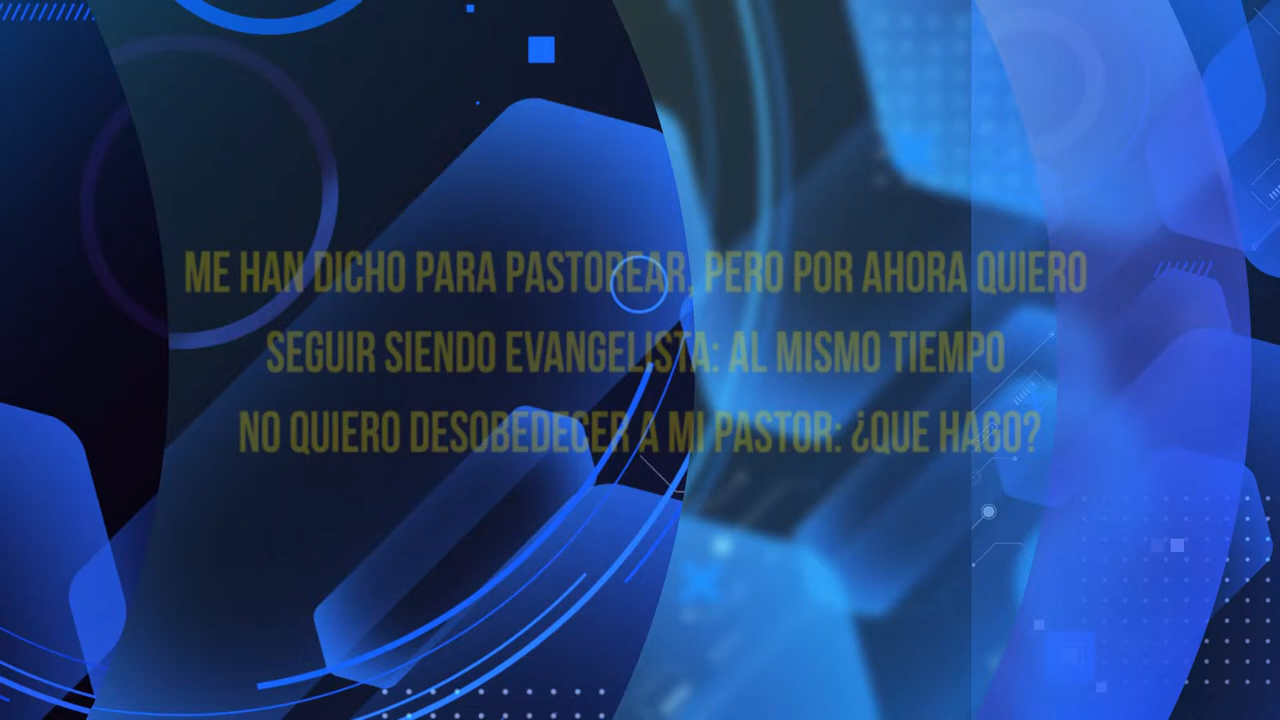 ME HAN DICHO PARA PASTOREAR, PERO POR AHORA QUIERO
SEGUIR SIENDO EVANGELISTA: AL MISMO TIEMPO
NO QUIERO DESOBEDECER A MI PASTOR: ¿QUE HAGO?